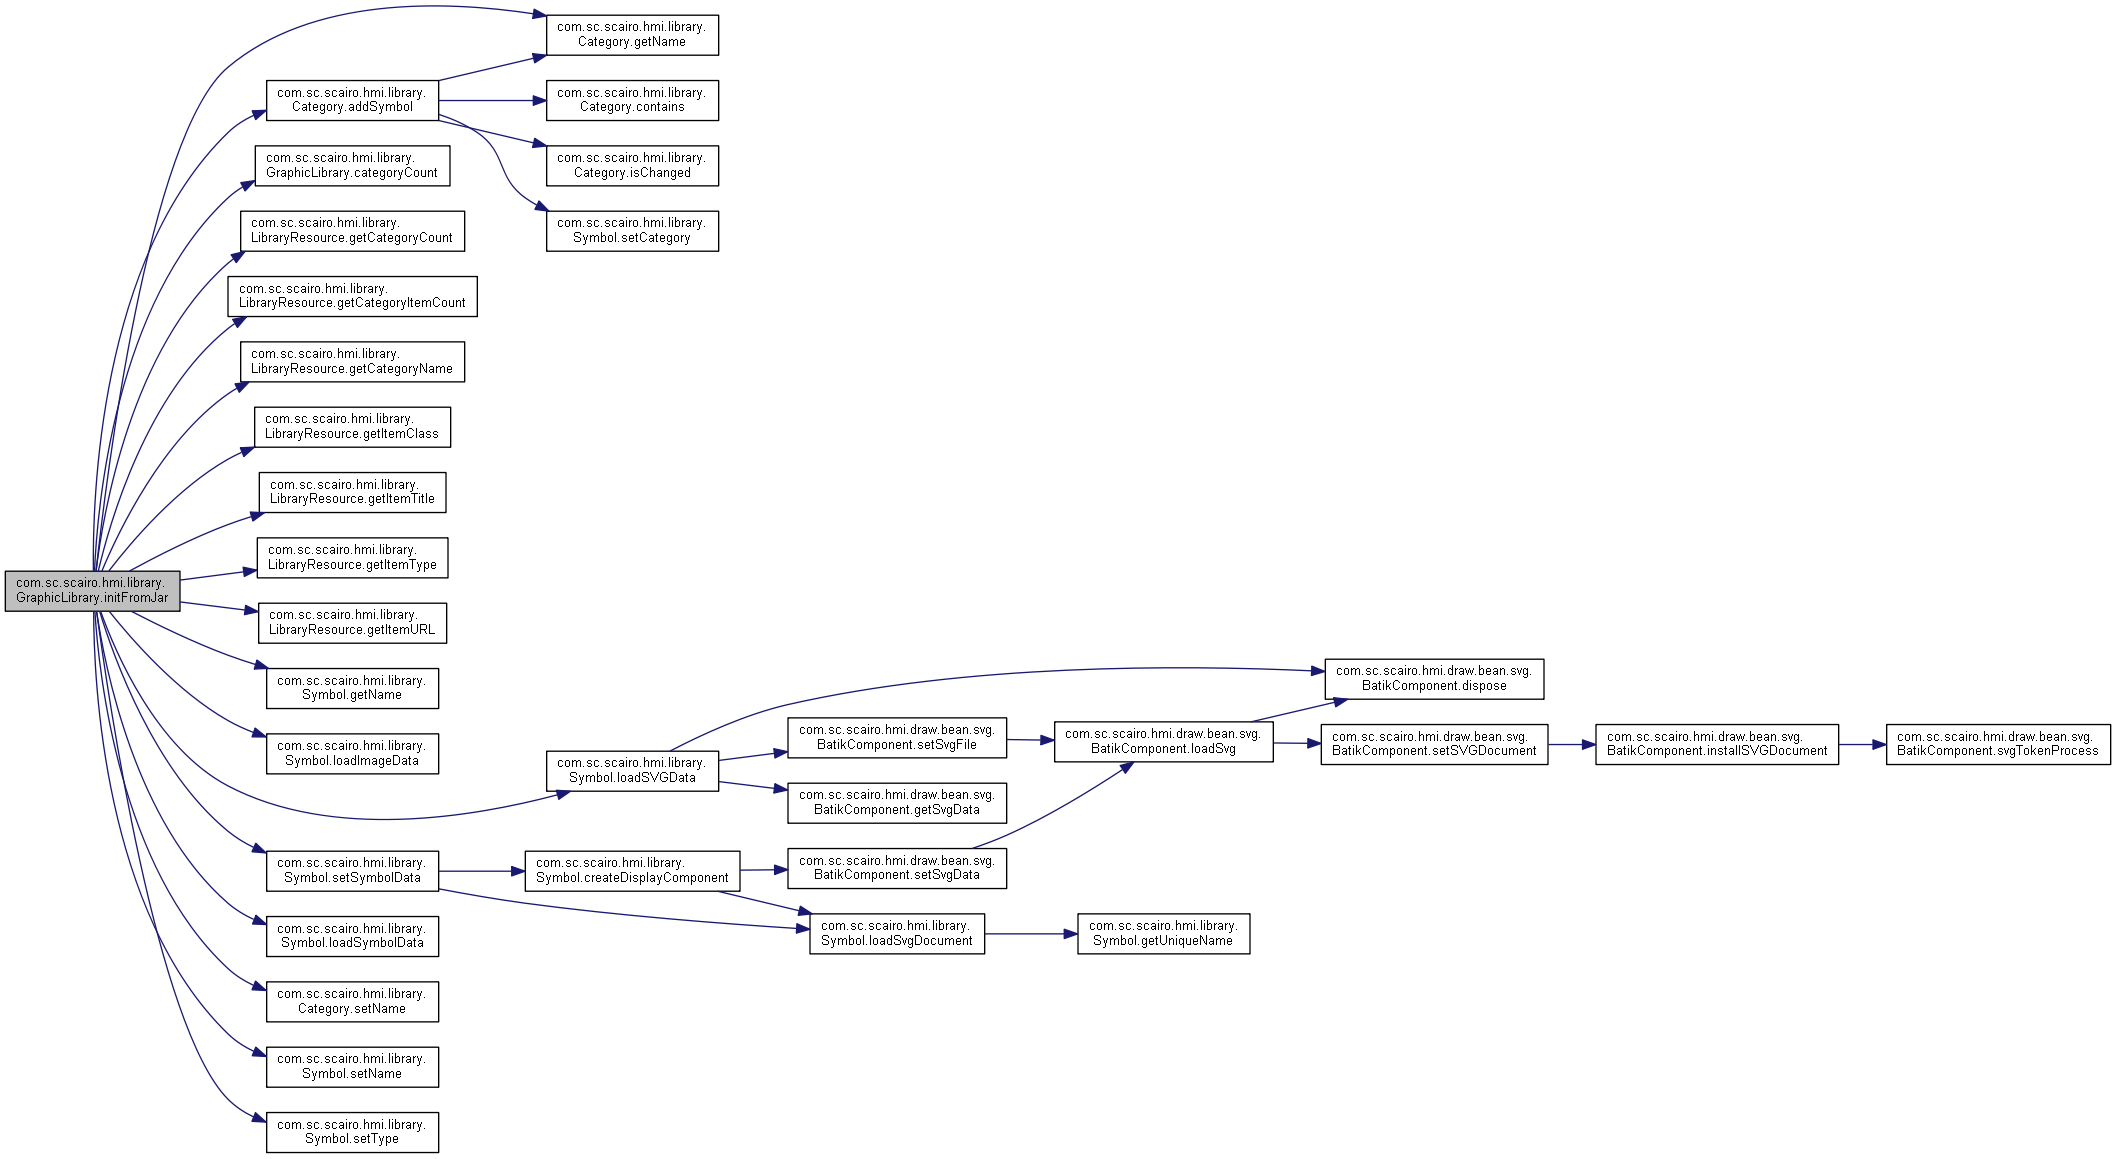 com.sc.scairo.hmi.library.
Category.getName
com.sc.scairo.hmi.library.
Category.addSymbol
com.sc.scairo.hmi.library.
Category.contains
com.sc.scairo.hmi.library.
GraphicLibrary.categoryCount
com.sc.scairo.hmi.library.
Category.isChanged
com.sc.scairo.hmi.library.
LibraryResource.getCategoryCount
com.sc.scairo.hmi.library.
Symbol.setCategory
com.sc.scairo.hmi.library.
LibraryResource.getCategoryItemCount
com.sc.scairo.hmi.library.
LibraryResource.getCategoryName
com.sc.scairo.hmi.library.
LibraryResource.getItemClass
com.sc.scairo.hmi.library.
LibraryResource.getItemTitle
com.sc.scairo.hmi.library.
LibraryResource.getItemType
com.sc.scairo.hmi.library.
GraphicLibrary.initFromJar
com.sc.scairo.hmi.library.
LibraryResource.getItemURL
com.sc.scairo.hmi.library.
Symbol.getName
com.sc.scairo.hmi.library.
Symbol.loadImageData
com.sc.scairo.hmi.library.
Symbol.loadSVGData
com.sc.scairo.hmi.draw.bean.svg.
BatikComponent.setSvgFile
com.sc.scairo.hmi.draw.bean.svg.
BatikComponent.loadSvg
com.sc.scairo.hmi.draw.bean.svg.
BatikComponent.dispose
com.sc.scairo.hmi.draw.bean.svg.
BatikComponent.setSVGDocument
com.sc.scairo.hmi.draw.bean.svg.
BatikComponent.installSVGDocument
com.sc.scairo.hmi.draw.bean.svg.
BatikComponent.svgTokenProcess
com.sc.scairo.hmi.draw.bean.svg.
BatikComponent.getSvgData
com.sc.scairo.hmi.library.
Symbol.setSymbolData
com.sc.scairo.hmi.library.
Symbol.createDisplayComponent
com.sc.scairo.hmi.draw.bean.svg.
BatikComponent.setSvgData
com.sc.scairo.hmi.library.
Symbol.loadSvgDocument
com.sc.scairo.hmi.library.
Symbol.getUniqueName
com.sc.scairo.hmi.library.
Symbol.loadSymbolData
com.sc.scairo.hmi.library.
Category.setName
com.sc.scairo.hmi.library.
Symbol.setName
com.sc.scairo.hmi.library.
Symbol.setType